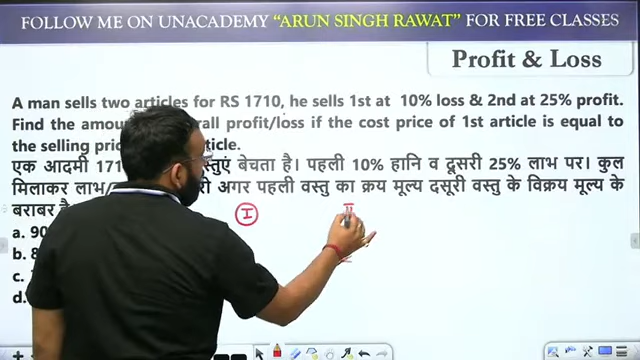 FOLLOW ME ON UNACADEMY “ARUN SINGH RAWAT” FOR FREE CLASSES
Profit & Loss
A man sells two articles for RS 1710, he sells 1st at 10% loss & 2nd at 25% profit.
Find the amou rall profit/loss if the cost price of 1st article is equal to
the selling pric ticle.
एक आदमी 171 वस्तुएं बेचता है। पहली 10% हानि व दूसरी 25% लाभ पर। कुल
मिलाकर लाभ/ री अगर पहली वस्तु का क्रय मूल्य दसूरी वस्तु के विक्रय मूल्य के
बराबर है
I
II
a. 90
b. 8
c.
d.